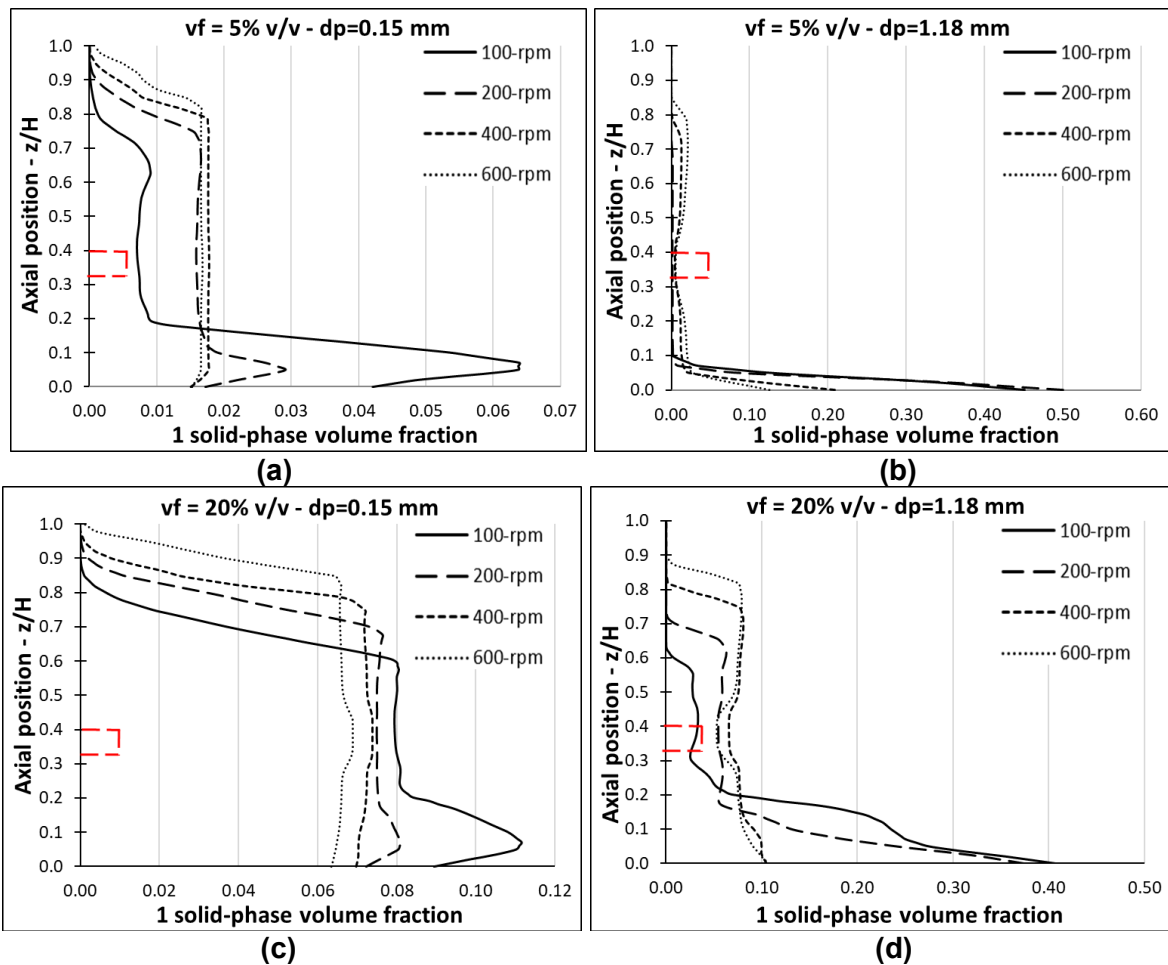 vf = 5% v/v - dp=0.15 mm
Axial position - z/H
1.0
0.9
0.8
0.7
0.6
0.5
0.4
0.3
0.2
0.1
0.0
100-rpm
200-rpm
400-rpm
600-rpm
0.00 0.01 0.02 0.03 0.04 0.05 0.06 0.07
1 solid-phase volume fraction
(a)
vf = 5% v/v - dp=1.18 mm
Axial position - z/H
1.0
0.9
0.8
0.7
0.6
0.5
0.4
0.3
0.2
0.1
0.0
100-rpm
200-rpm
400-rpm
600-rpm
0.00 0.10 0.20 0.30 0.40 0.50 0.60
1 solid-phase volume fraction
(b)
vf = 20% v/v - dp=0.15 mm
Axial position - z/H
1.0
0.9
0.8
0.7
0.6
0.5
0.4
0.3
0.2
0.1
0.0
100-rpm
200-rpm
400-rpm
600-rpm
0.00 0.02 0.04 0.06 0.08 0.10 0.12
1 solid-phase volume fraction
(c)
vf = 20% v/v - dp=1.18 mm
Axial position - z/H
1.0
0.9
0.8
0.7
0.6
0.5
0.4
0.3
0.2
0.1
0.0
100-rpm
200-rpm
400-rpm
600-rpm
0.00 0.10 0.20 0.30 0.40 0.50
1 solid-phase volume fraction
(d)